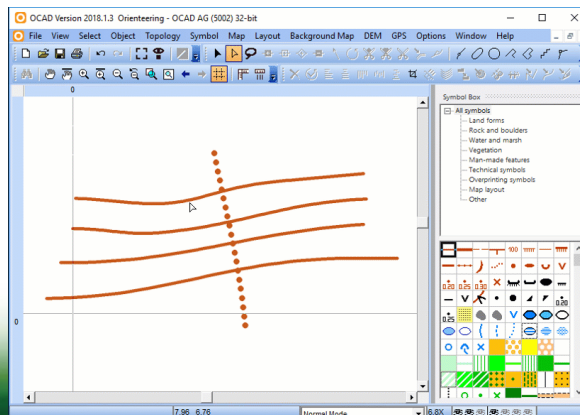 OCAD Version 2018.1.3 Orienteering - OCAD AG (5002) 32-bit
File View Select Object Topology Symbol Map Layout Background Map DEM GPS Options Window Help
0
Symbol Box
All symbols
Land forms
Rock and boulders
Water and marsh
Vegetation
Man-made features
Technical symbols
Overprinting symbols
Map layout
Other
100
0.20 0.25 0.30
0.20
0.25
0
7.96 6.76
Normal Mode
6.8X